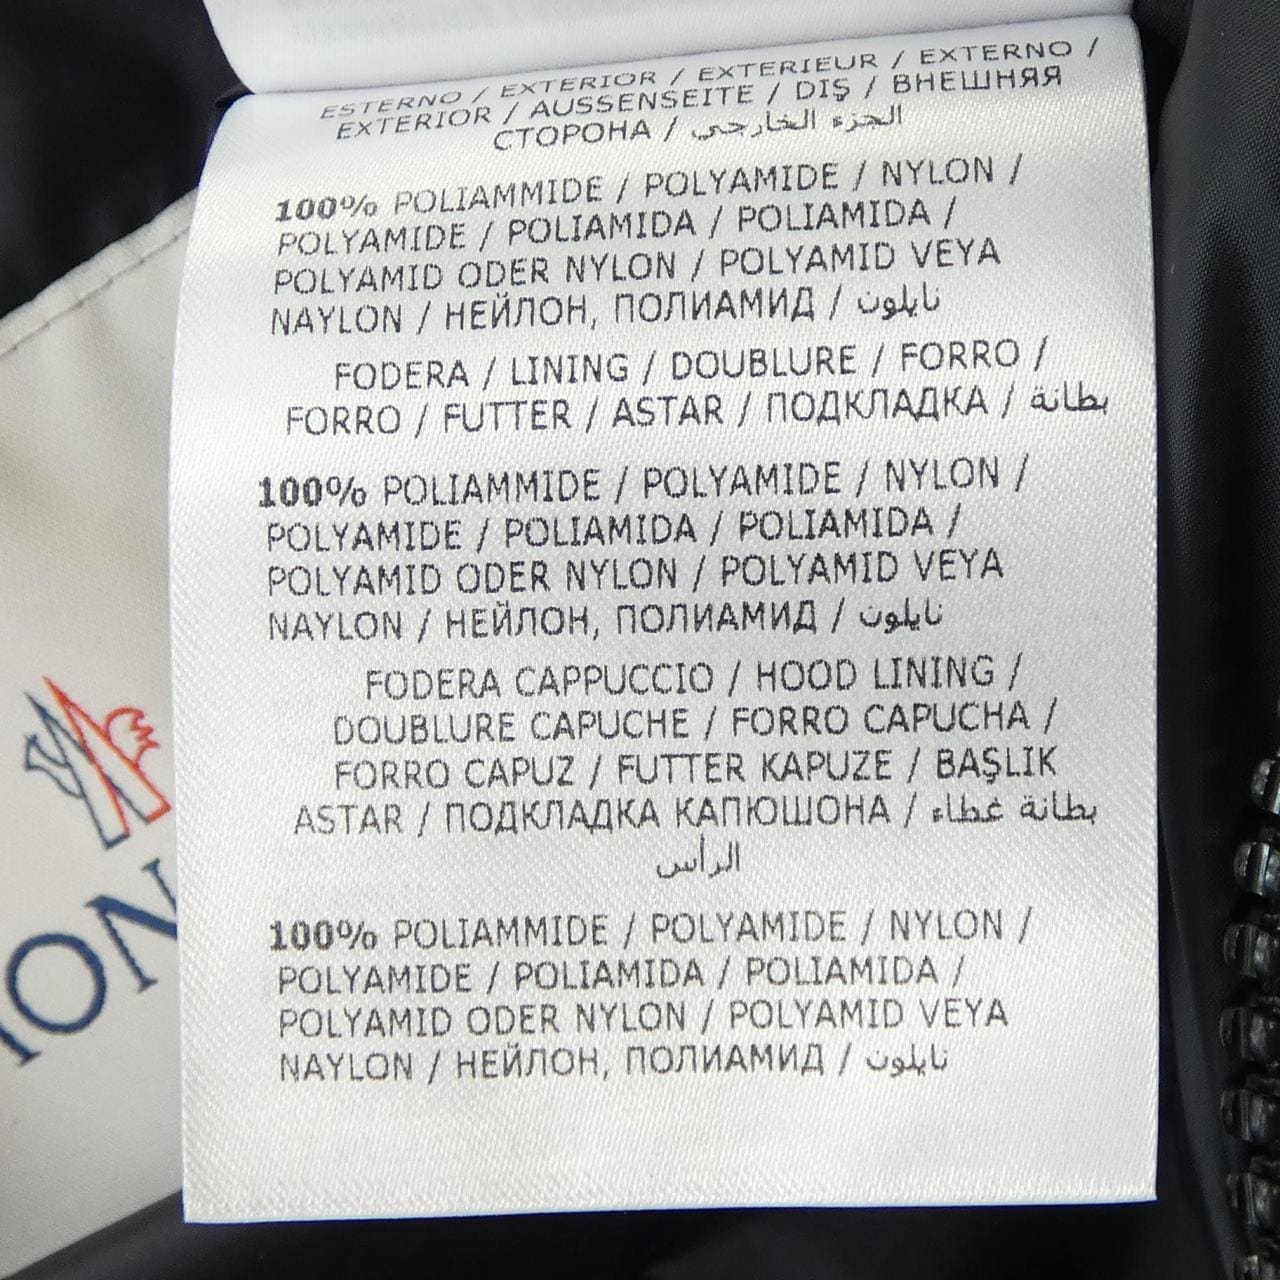 ESTERNO / EXTERIOR / EXTERIEUR / EXTERNO /
EXTERIOR / AUSSENSEITE / DIŞ / ВНЕШНЯЯ
СТОРОНА / الجزء الخارجي
100% POLIAMMIDE / POLYAMIDE / NYLON /
POLYAMIDE / POLIAMIDA / POLIAMIDA /
POLYAMID ODER NYLON / POLYAMID VEYA
NAYLON / НЕЙЛОН, ПОЛИАМИД / نايلون
FODERA / LINING / DOUBLURE / FORRO /
FORRO / FUTTER / ASTAR / ПОДКЛАДКА / بطانة
100% POLIAMMIDE / POLYAMIDE / NYLON /
POLYAMIDE / POLIAMIDA / POLIAMIDA /
POLYAMID ODER NYLON / POLYAMID VEYA
NAYLON / НЕЙЛОН, ПОЛИАМИД / نايلون
FODERA CAPPUCCIO / HOOD LINING /
DOUBLURE CAPUCHE / FORRO CAPUCHA /
FORRO CAPUZ / FUTTER KAPUZE / BAŞLIK
ASTAR / ПОДКЛАДКА КАПЮШОНА / بطانة غطاء
الرأس
100% POLIAMMIDE / POLYAMIDE / NYLON /
POLYAMIDE / POLIAMIDA / POLIAMIDA /
POLYAMID ODER NYLON / POLYAMID VEYA
NAYLON / НЕЙЛОН, ПОЛИАМИД / نايلون